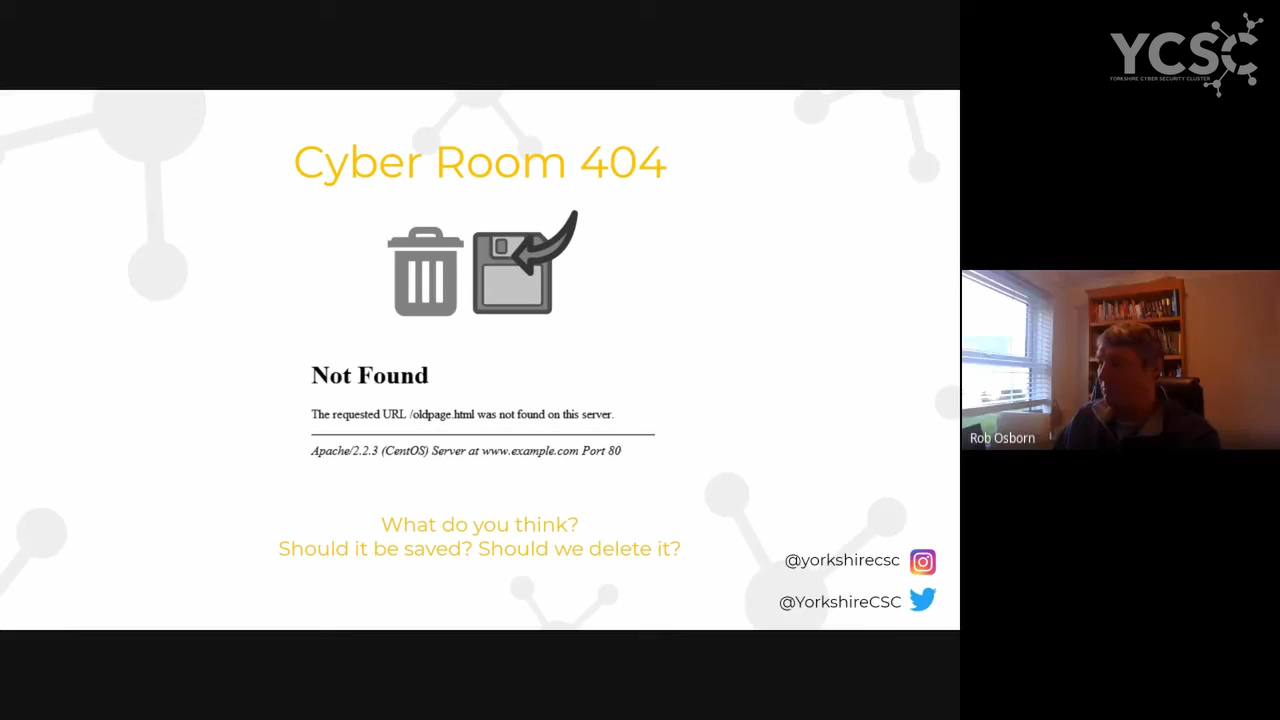 YCSC
YORKSHIRE CYBER SECURITY CLUSTER
Cyber Room 404
Not Found
The requested URL /oldpage.html was not found on this server.
Apache/2.2.3 (CentOS) Server at www.example.com Port 80
Rob Osborn
What do you think?
Should it be saved? Should we delete it?
@yorkshirecsc
@YorkshireCSC